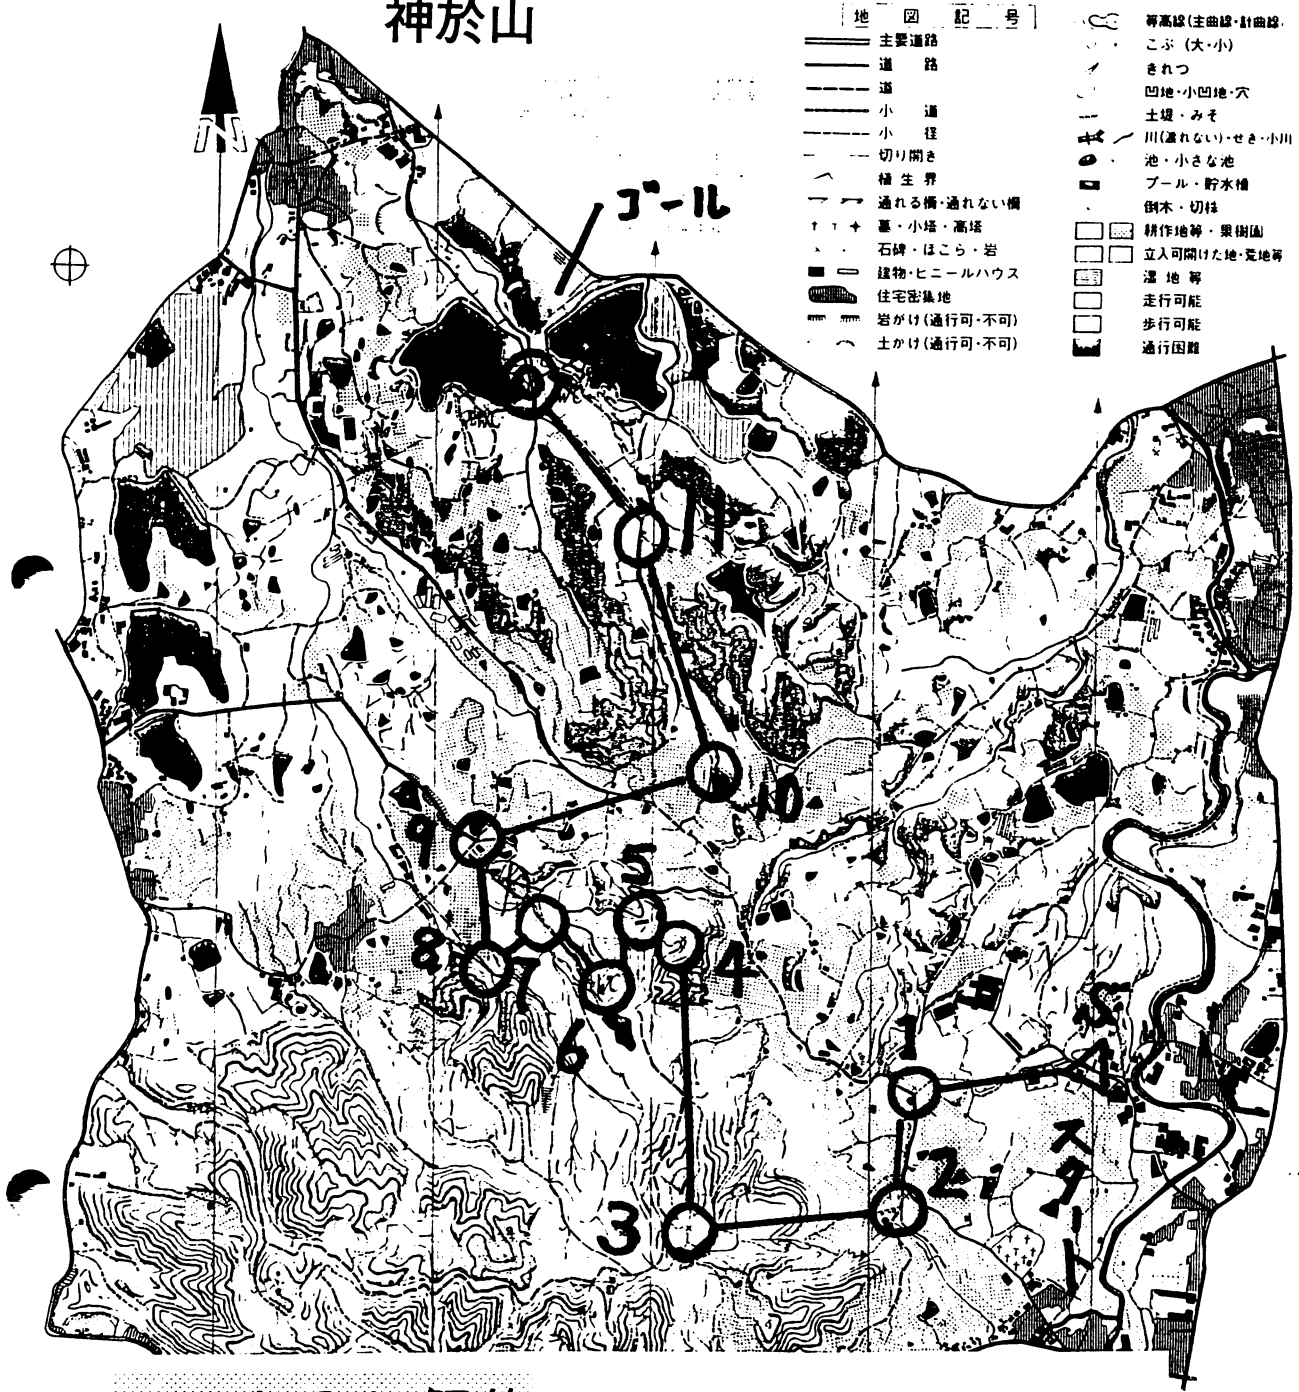 神於山
地図記号
主要道路
道路
道
小道
小径
切り開き
植生界
通れる柵・通れない柵
墓・小塔・高塔
石碑・ほこら・岩
建物・ビニールハウス
住宅密集地
岩がけ(通行可・不可)
土がけ(通行可・不可)
等高線(主曲線・計曲線)
こぶ(大・小)
きれつ
凹地・小凹地・穴
土堤・みぞ
川(渡れない)・せき・小川
池・小さな池
プール・貯水槽
倒木・切株
耕作地等・果樹園
立入可開けた地・荒地等
湿地等
走行可能
歩行可能
通行困難
N
ゴール
11
10
9
5
8
7
4
6
1
2
3
スタート